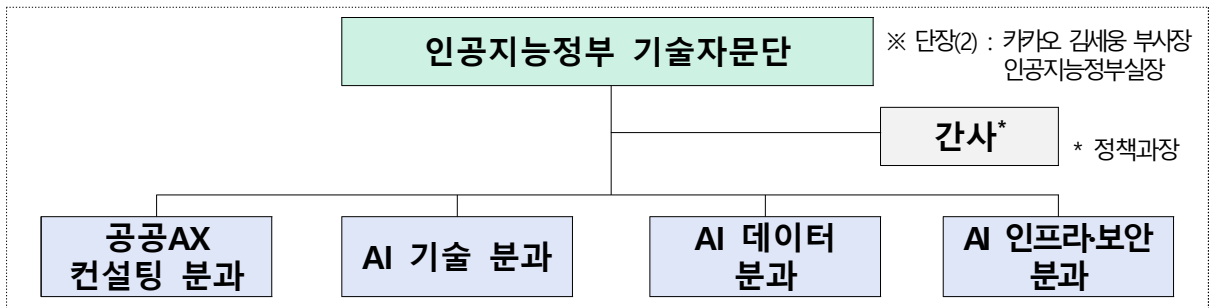 인공지능정부 기술자문단
※ 단장(2) : 카카오 김세웅 부사장
인공지능정부실장
간사*
* 정책과장
공공AX
컨설팅 분과
AI 기술 분과
AI 데이터
분과
AI 인프라·보안
분과